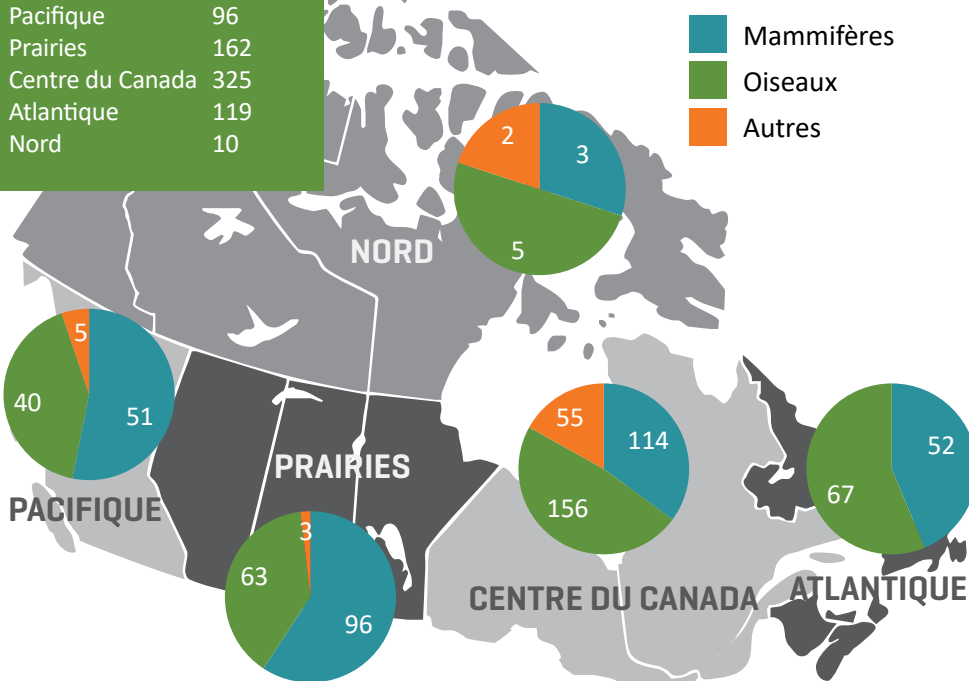 Pacifique 96
Prairies 162
Centre du Canada 325
Atlantique 119
Nord 10
Mammifères
Oiseaux
Autres
2
3
5
NORD
5
40
51
PACIFIQUE
PRAIRIES
3
63
96
55
114
156
CENTRE DU CANADA
52
67
ATLANTIQUE